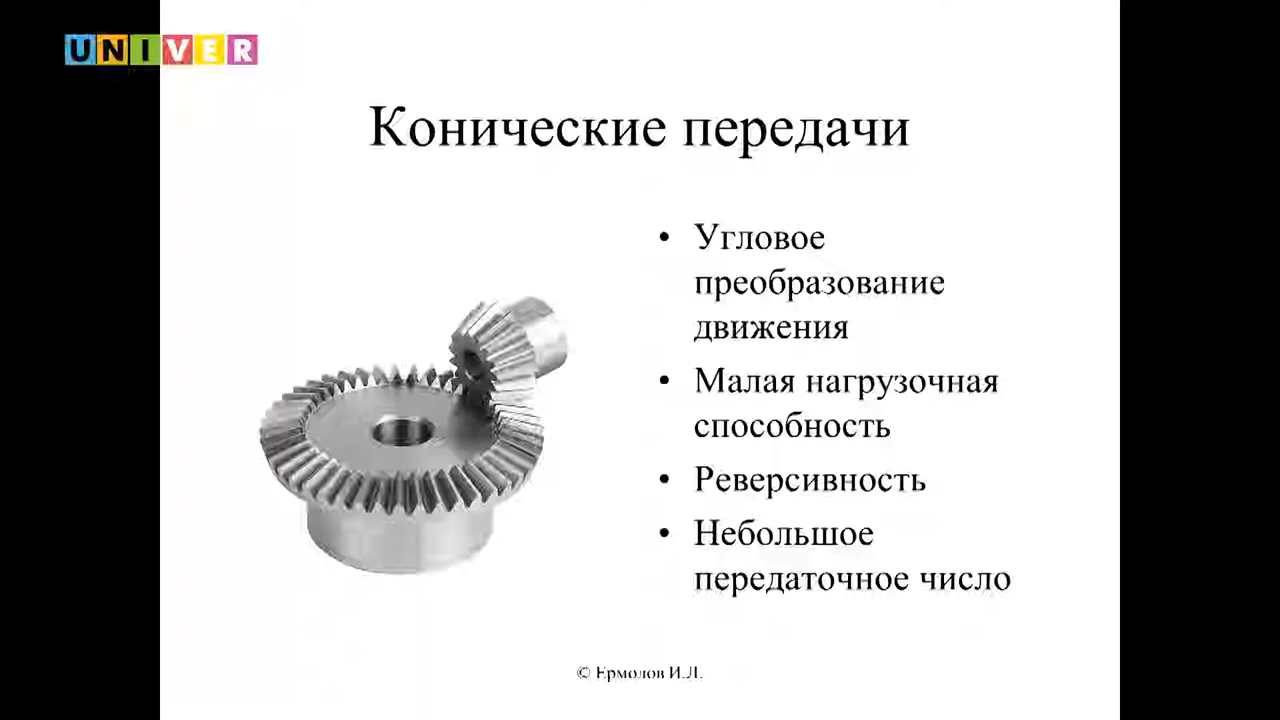 UNIVER
Конические передачи
• Угловое
преобразование
движения
• Малая нагрузочная
способность
• Реверсивность
• Небольшое
передаточное число
© Ермолов И.Л.